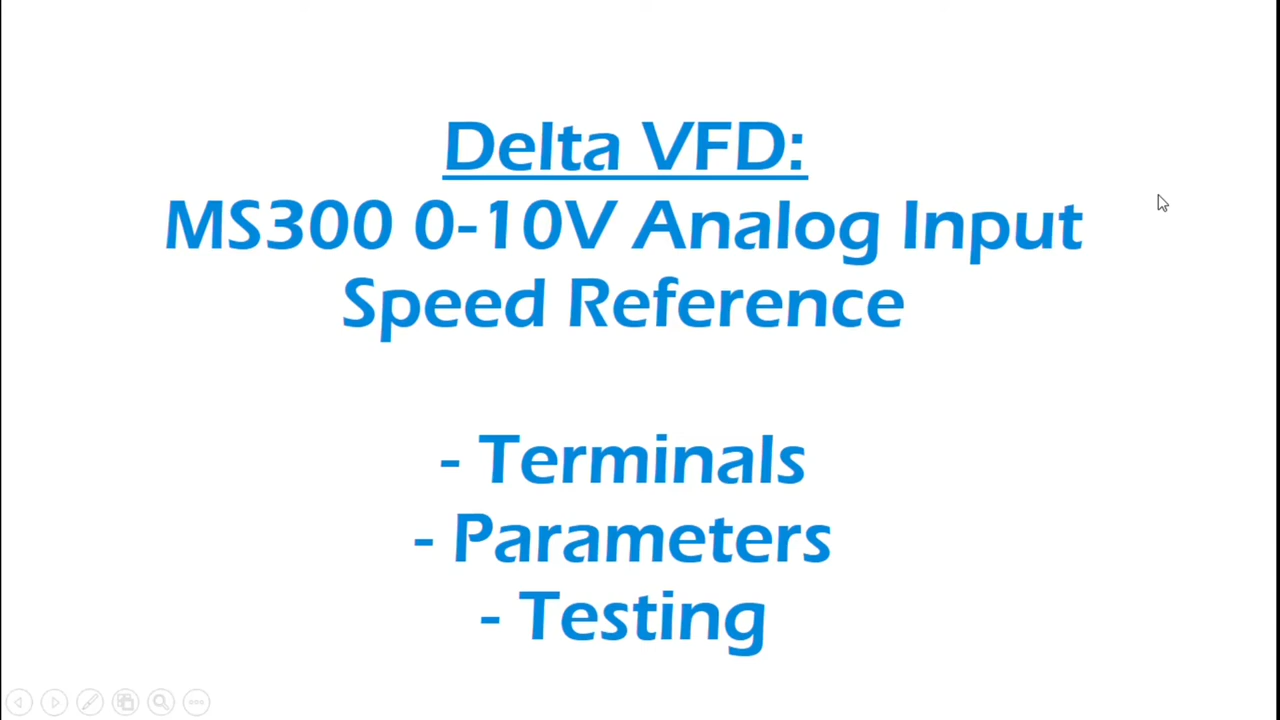 Delta VFD:
MS300 0-10V Analog Input
Speed Reference
- Terminals
- Parameters
- Testing